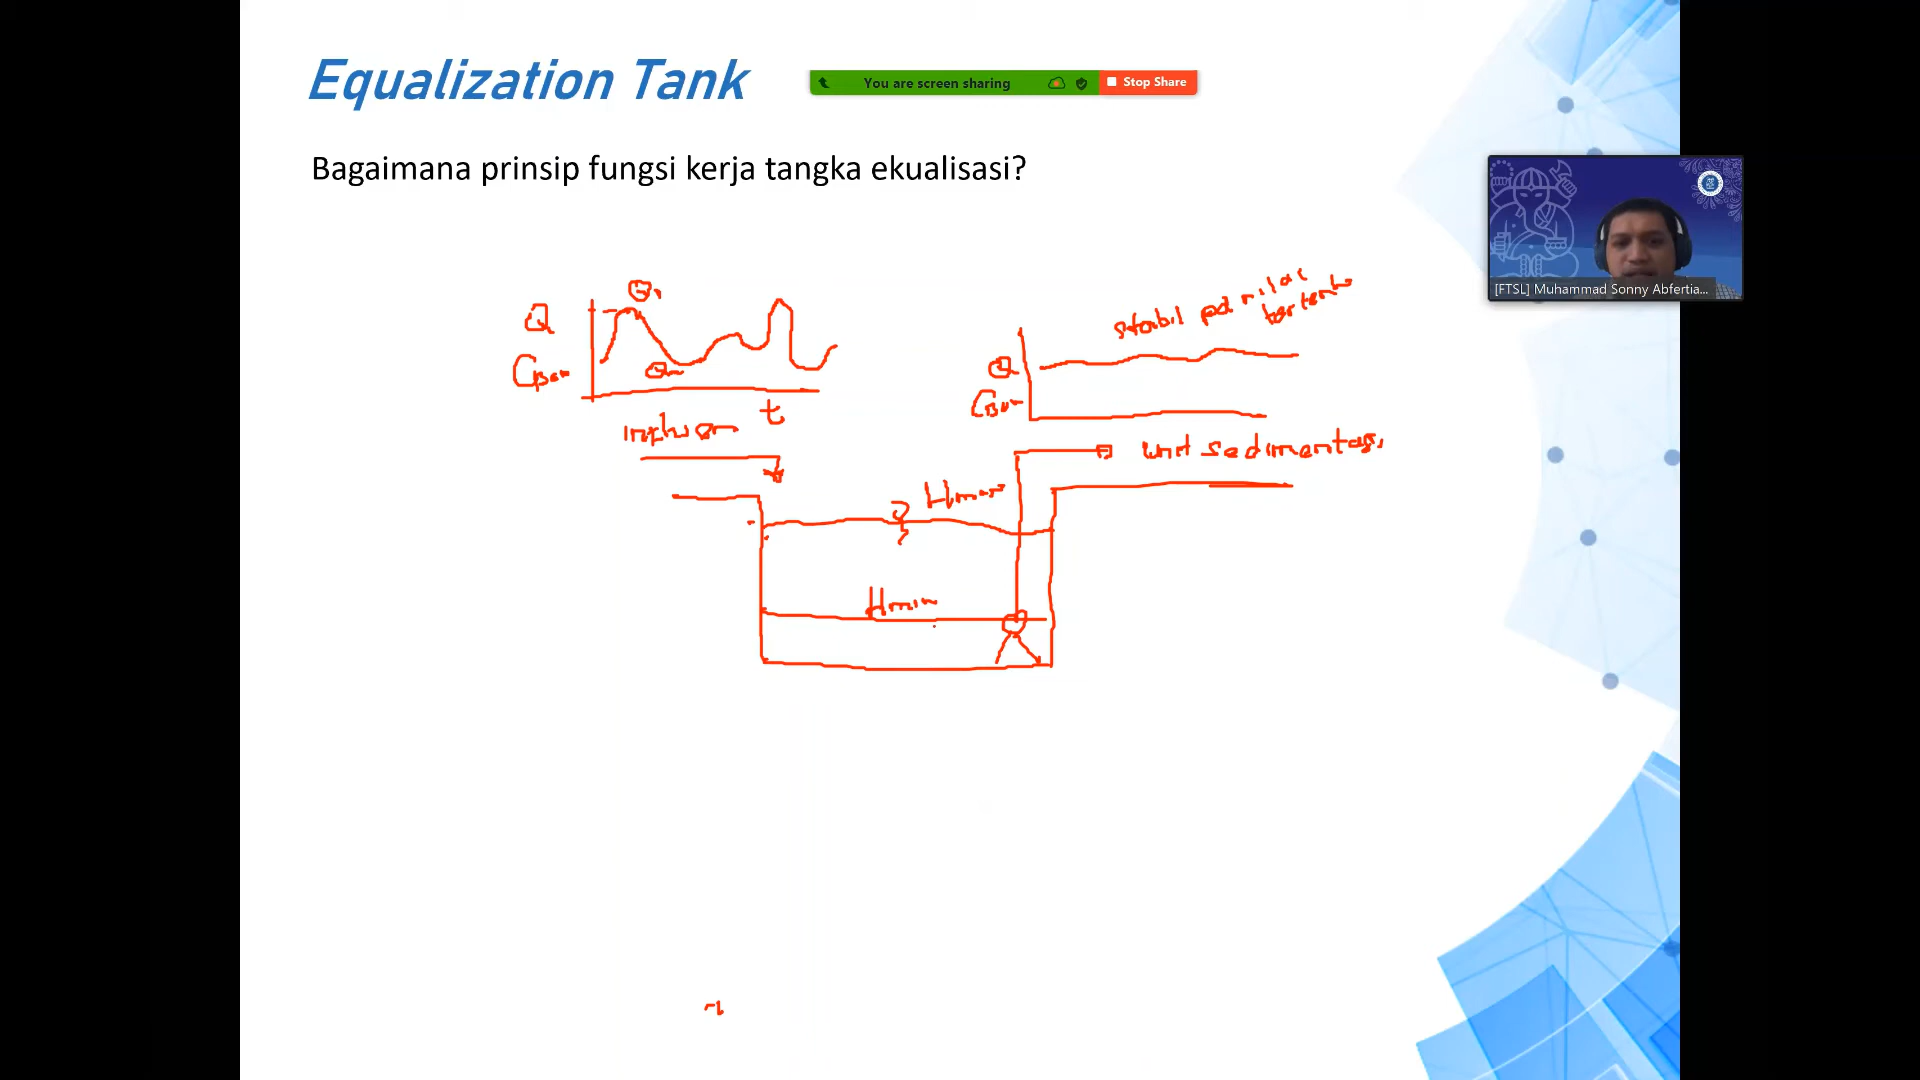 Equalization Tank
You are screen sharing
Stop Share
Bagaimana prinsip fungsi kerja tangka ekualisasi?
[FTSL] Muhammad Sonny Abfertia...
Q
Q
stabil pd nilai
tertentu
Q
t
influen
unit sedimentasi
Hmax
Hmin